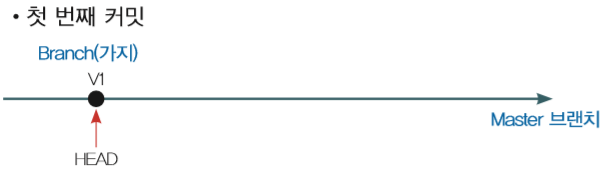 • 첫 번째 커밋
Branch(가지)
V1
Master 브랜치
HEAD